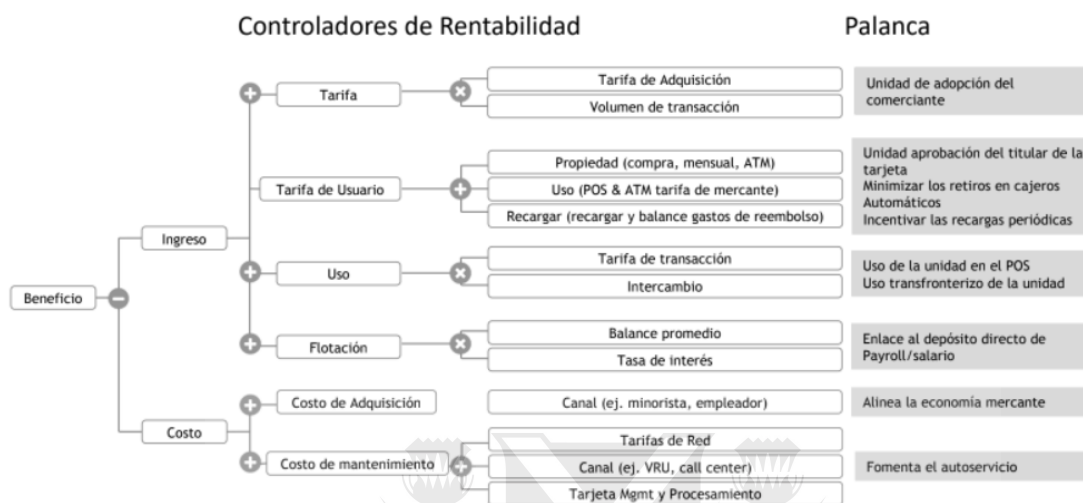 Controladores de Rentabilidad
Palanca
Beneficio
Ingreso
Tarifa
Tarifa de Adquisición
Volumen de transacción
Unidad de adopción del
comerciante
Tarifa de Usuario
Propiedad (compra, mensual, ATM)
Uso (POS & ATM tarifa de mercante)
Recargar (recargar y balance gastos de reembolso)
Unidad aprobación del titular de la
tarjeta
Minimizar los retiros en cajeros
Automáticos
Incentivar las recargas periódicas
Uso
Tarifa de transacción
Intercambio
Uso de la unidad en el POS
Uso transfronterizo de la unidad
Flotación
Balance promedio
Tasa de interés
Enlace al depósito directo de
Payroll/salario
Costo
Costo de Adquisición
Canal (ej. minorista, empleador)
Alinea la economía mercante
Costo de mantenimiento
Tarifas de Red
Canal (ej. VRU, call center)
Tarjeta Mgmt y Procesamiento
Fomenta el autoservicio